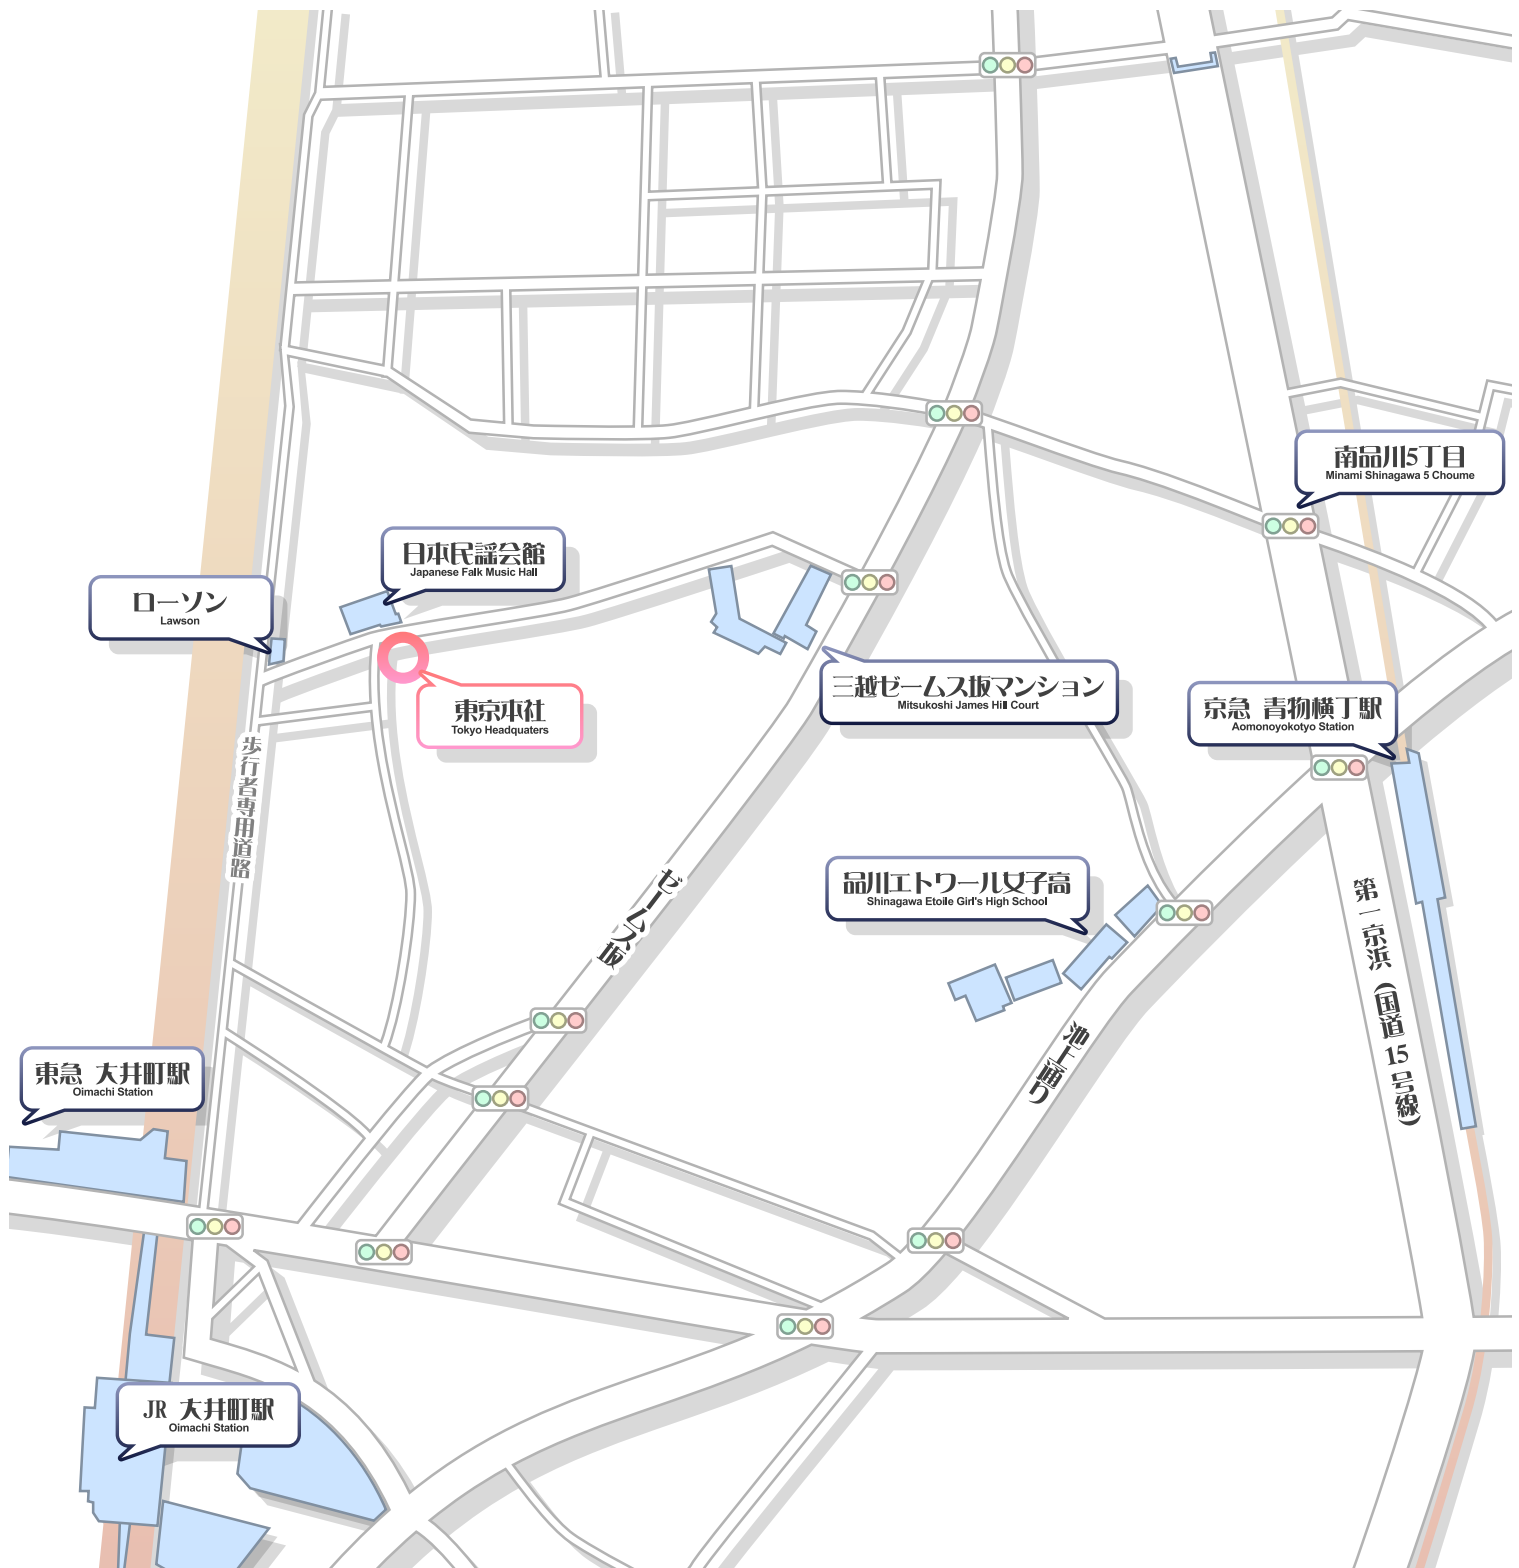 南品川5丁目
Minami Shinagawa 5 Choume
日本民謡会館
Japanese Falk Music Hall
ローソン
Lawson
東京本社
Tokyo Headquaters
三越ゼームス坂マンション
Mitsukoshi James Hill Court
京急 青物横丁駅
Aomonoyokotyo Station
歩行者専用道路
ゼームス坂
品川エトワール女子高
Shinagawa Etoile Girl's High School
第一京浜(国道15号線)
池上通り
東急 大井町駅
Oimachi Station
JR 大井町駅
Oimachi Station